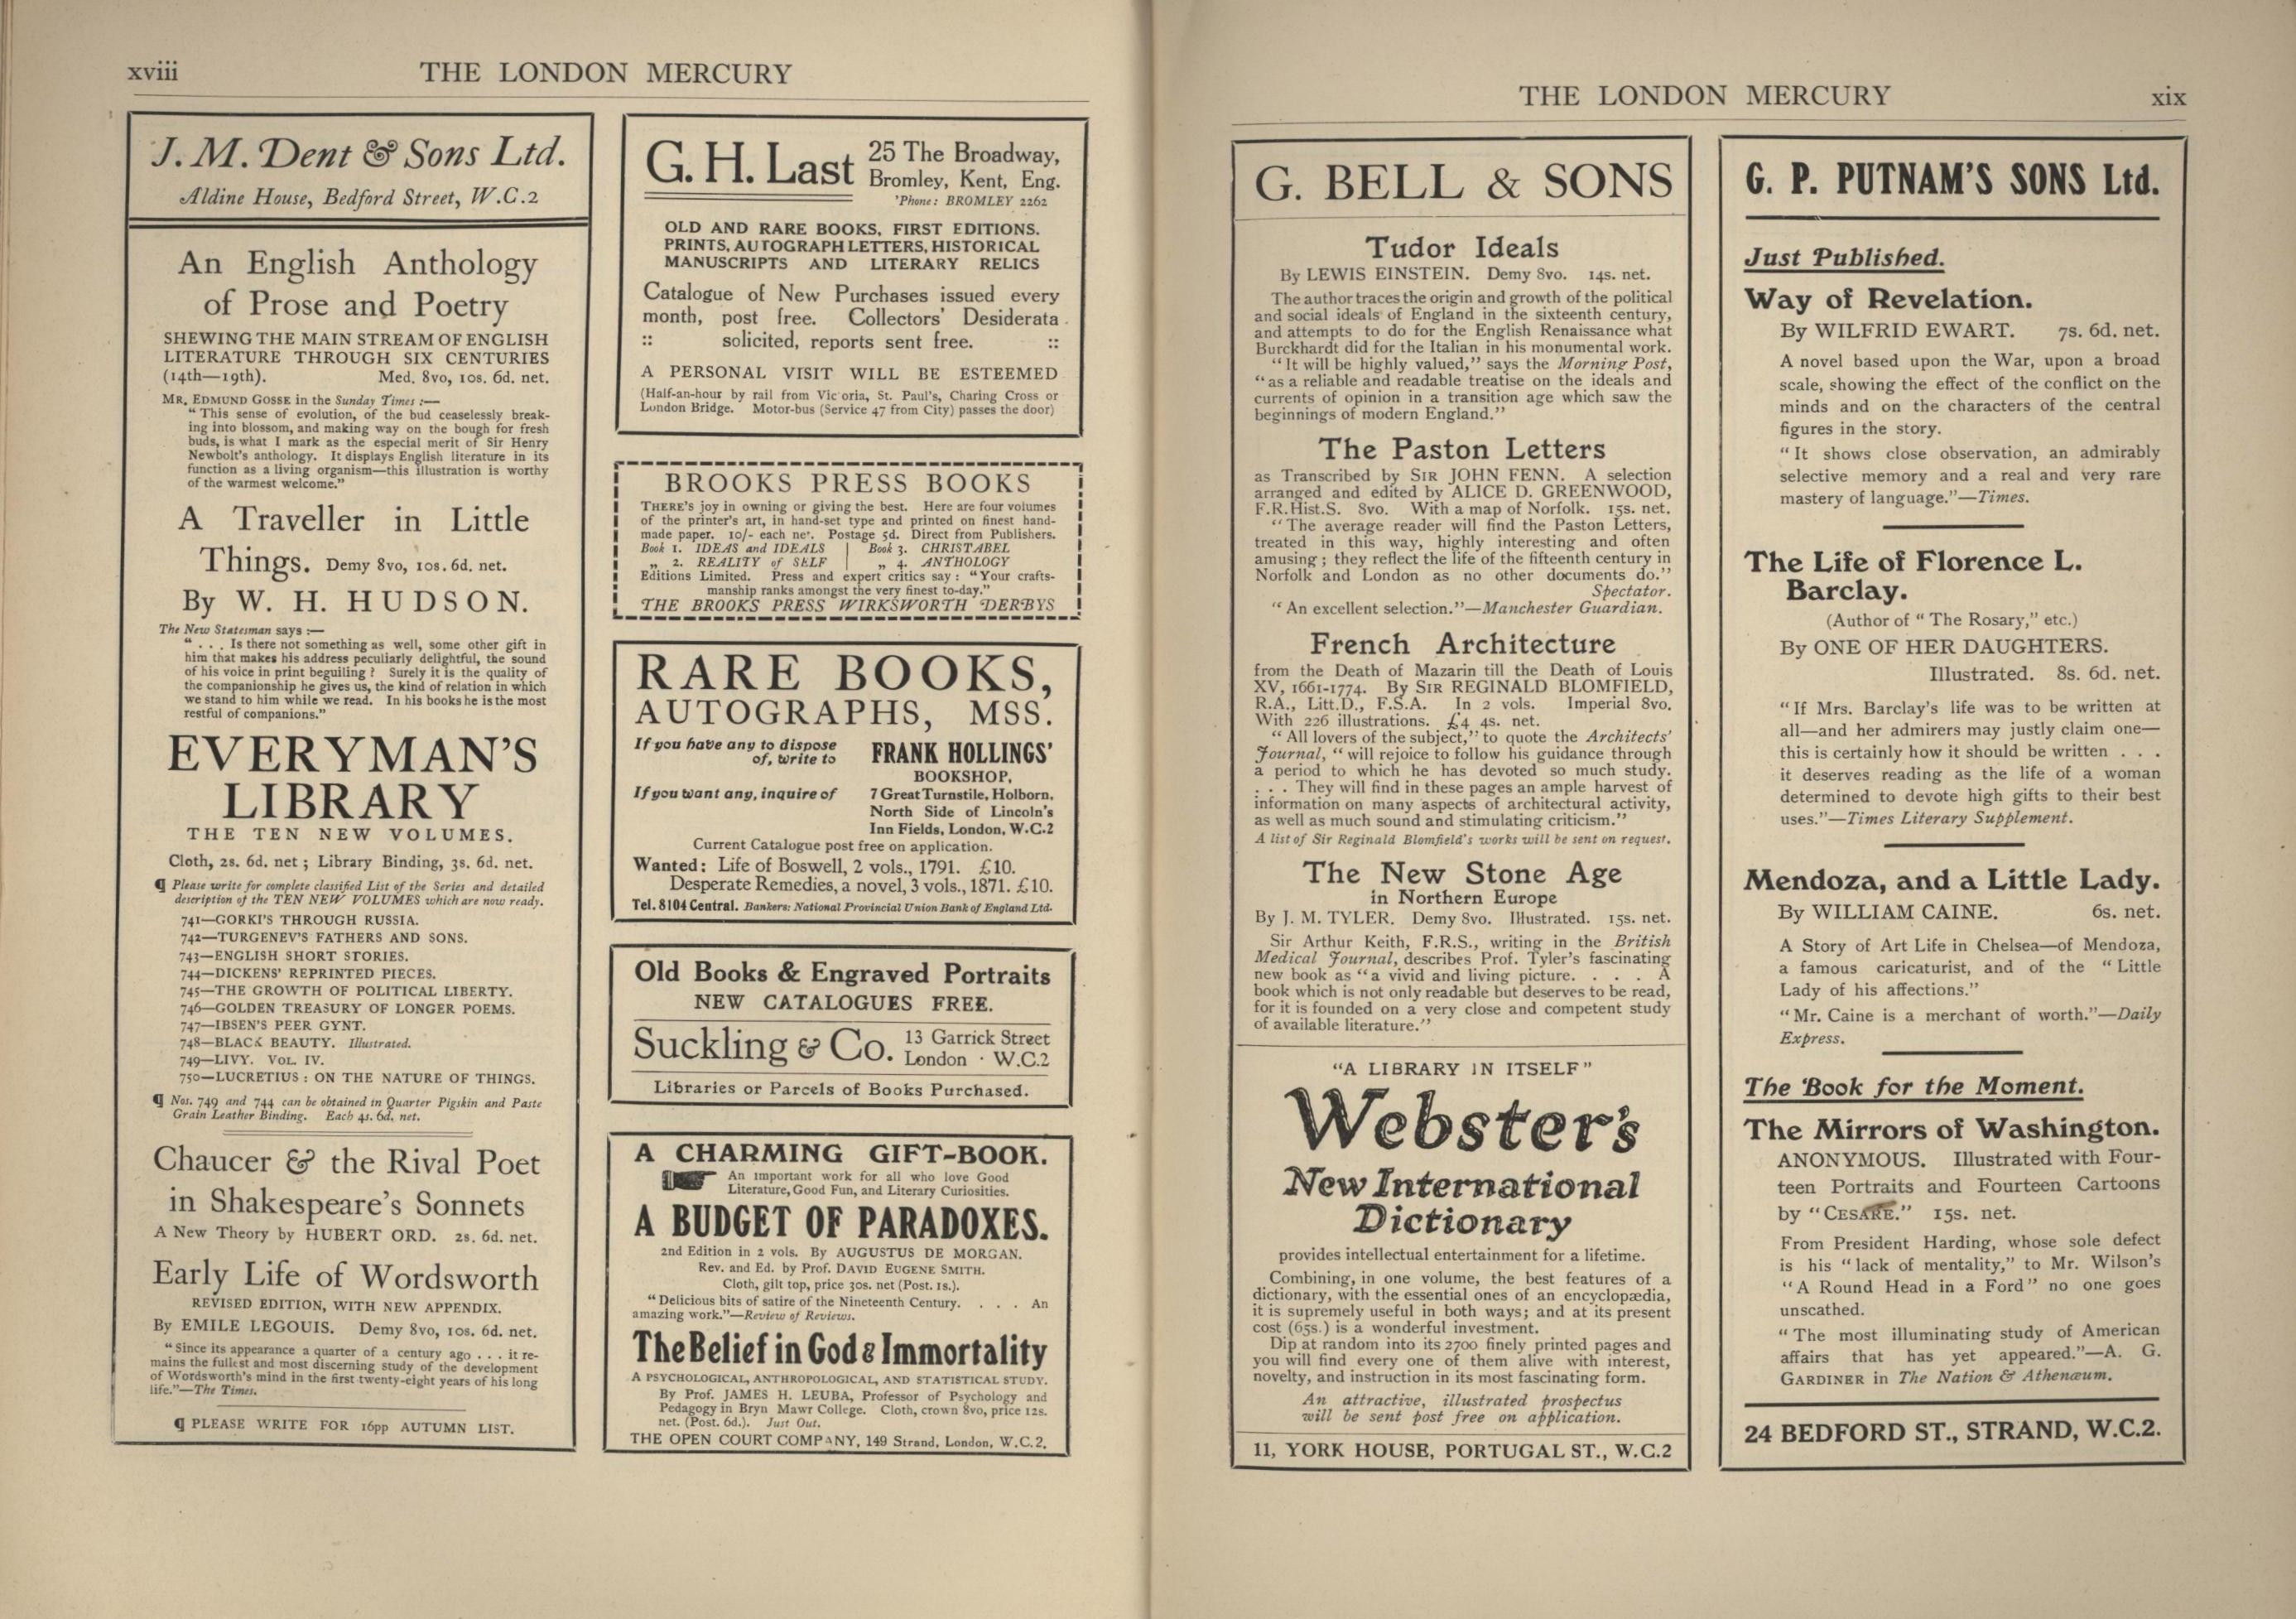 xviii THE LONDON MERCURY
J. M. Dent & Sons Ltd.
Aldine House, Bedford Street, W.C.2
An English Anthology
of Prose and Poetry
SHEWING THE MAIN STREAM OF ENGLISH
LITERATURE THROUGH SIX CENTURIES
(14th—19th). Med. 8vo, 10s. 6d. net.
MR. EDMUND GOSSE in the Sunday Times :—
"This sense of evolution, of the bud ceaselessly break-
ing into blossom, and making way on the bough for fresh
buds, is what I mark as the especial merit of Sir Henry
Newbolt's anthology. It displays English literature in its
function as a living organism—this illustration is worthy
of the warmest welcome."
A Traveller in Little
Things. Demy 8vo, 10s. 6d. net.
By W. H. HUDSON.
The New Statesman says :—
". . . Is there not something as well, some other gift in
him that makes his address peculiarly delightful, the sound
of his voice in print beguiling ? Surely it is the quality of
the companionship he gives us, the kind of relation in which
we stand to him while we read. In his books he is the most
restful of companions."
EVERYMAN'S
LIBRARY
THE TEN NEW VOLUMES.
Cloth, 2s. 6d. net ; Library Binding, 3s. 6d. net.
¶ Please write for complete classified List of the Series and detailed
description of the TEN NEW VOLUMES which are now ready.
741—GORKI'S THROUGH RUSSIA.
742—TURGENEV'S FATHERS AND SONS.
743—ENGLISH SHORT STORIES.
744—DICKENS' REPRINTED PIECES.
745—THE GROWTH OF POLITICAL LIBERTY.
746—GOLDEN TREASURY OF LONGER POEMS.
747—IBSEN'S PEER GYNT.
748—BLACK BEAUTY. Illustrated.
749—LIVY. VOL. IV.
750—LUCRETIUS : ON THE NATURE OF THINGS.
¶ Nos. 749 and 744 can be obtained in Quarter Pigskin and Paste
Grain Leather Binding. Each 4s. 6d. net.
Chaucer & the Rival Poet
in Shakespeare's Sonnets
A New Theory by HUBERT ORD. 2s. 6d. net.
Early Life of Wordsworth
REVISED EDITION, WITH NEW APPENDIX.
By EMILE LEGOUIS. Demy 8vo, 10s. 6d. net.
"Since its appearance a quarter of a century ago . . . it re-
mains the fullest and most discerning study of the development
of Wordsworth's mind in the first twenty-eight years of his long
life."—The Times.
¶ PLEASE WRITE FOR 16pp AUTUMN LIST.
G. H. Last
25 The Broadway,
Bromley, Kent, Eng.
'Phone: BROMLEY 2262
OLD AND RARE BOOKS, FIRST EDITIONS.
PRINTS, AUTOGRAPH LETTERS, HISTORICAL
MANUSCRIPTS AND LITERARY RELICS
Catalogue of New Purchases issued every
month, post free. Collectors' Desiderata
:: solicited, reports sent free. ::
A PERSONAL VISIT WILL BE ESTEEMED
(Half-an-hour by rail from Victoria, St. Paul's, Charing Cross or
London Bridge. Motor-bus (Service 47 from City) passes the door)
BROOKS PRESS BOOKS
THERE'S joy in owning or giving the best. Here are four volumes
of the printer's art, in hand-set type and printed on finest hand-
made paper. 10/- each net. Postage 5d. Direct from Publishers.
Book 1. IDEAS and IDEALS | Book 3. CHRISTABEL
„ 2. REALITY of SELF | „ 4. ANTHOLOGY
Editions Limited. Press and expert critics say : "Your crafts-
manship ranks amongst the very finest to-day."
THE BROOKS PRESS WIRKSWORTH DERBYS
RARE BOOKS,
AUTOGRAPHS, MSS.
If you have any to dispose
of, write to
FRANK HOLLINGS'
BOOKSHOP,
If you want any, inquire of
7 Great Turnstile, Holborn,
North Side of Lincoln's
Inn Fields, London, W.C.2
Current Catalogue post free on application.
Wanted: Life of Boswell, 2 vols., 1791. £10.
Desperate Remedies, a novel, 3 vols., 1871. £10.
Tel. 8104 Central. Bankers: National Provincial Union Bank of England Ltd.
Old Books & Engraved Portraits
NEW CATALOGUES FREE.
Suckling & Co.
13 Garrick Street
London · W.C.2
Libraries or Parcels of Books Purchased.
A CHARMING GIFT-BOOK.
An important work for all who love Good
Literature, Good Fun, and Literary Curiosities.
A BUDGET OF PARADOXES.
2nd Edition in 2 vols. By AUGUSTUS DE MORGAN.
Rev. and Ed. by Prof. DAVID EUGENE SMITH.
Cloth, gilt top, price 30s. net (Post. 1s.).
"Delicious bits of satire of the Nineteenth Century. . . . An
amazing work."—Review of Reviews.
The Belief in God & Immortality
A PSYCHOLOGICAL, ANTHROPOLOGICAL, AND STATISTICAL STUDY.
By Prof. JAMES H. LEUBA, Professor of Psychology and
Pedagogy in Bryn Mawr College. Cloth, crown 8vo, price 12s.
net. (Post. 6d.). Just Out.
THE OPEN COURT COMPANY, 149 Strand, London, W.C.2.
THE LONDON MERCURY xix
G. BELL & SONS
Tudor Ideals
By LEWIS EINSTEIN. Demy 8vo. 14s. net.
The author traces the origin and growth of the political
and social ideals of England in the sixteenth century,
and attempts to do for the English Renaissance what
Burckhardt did for the Italian in his monumental work.
"It will be highly valued," says the Morning Post,
"as a reliable and readable treatise on the ideals and
currents of opinion in a transition age which saw the
beginnings of modern England."
The Paston Letters
as Transcribed by SIR JOHN FENN. A selection
arranged and edited by ALICE D. GREENWOOD,
F.R.Hist.S. 8vo. With a map of Norfolk. 15s. net.
"The average reader will find the Paston Letters,
treated in this way, highly interesting and often
amusing ; they reflect the life of the fifteenth century in
Norfolk and London as no other documents do."
Spectator.
"An excellent selection."—Manchester Guardian.
French Architecture
from the Death of Mazarin till the Death of Louis
XV, 1661-1774. By SIR REGINALD BLOMFIELD,
R.A., Litt.D., F.S.A. In 2 vols. Imperial 8vo.
With 226 illustrations. £4 4s. net.
"All lovers of the subject," to quote the Architects'
Journal, "will rejoice to follow his guidance through
a period to which he has devoted so much study.
. . . They will find in these pages an ample harvest of
information on many aspects of architectural activity,
as well as much sound and stimulating criticism."
A list of Sir Reginald Blomfield's works will be sent on request.
The New Stone Age
in Northern Europe
By J. M. TYLER. Demy 8vo. Illustrated. 15s. net.
Sir Arthur Keith, F.R.S., writing in the British
Medical Journal, describes Prof. Tyler's fascinating
new book as "a vivid and living picture. . . . A
book which is not only readable but deserves to be read,
for it is founded on a very close and competent study
of available literature."
"A LIBRARY IN ITSELF"
Webster's
New International
Dictionary
provides intellectual entertainment for a lifetime.
Combining, in one volume, the best features of a
dictionary, with the essential ones of an encyclopædia,
it is supremely useful in both ways; and at its present
cost (65s.) is a wonderful investment.
Dip at random into its 2700 finely printed pages and
you will find every one of them alive with interest,
novelty, and instruction in its most fascinating form.
An attractive, illustrated prospectus
will be sent post free on application.
11, YORK HOUSE, PORTUGAL ST., W.C.2
G. P. PUTNAM'S SONS Ltd.
Just Published.
Way of Revelation.
By WILFRID EWART. 7s. 6d. net.
A novel based upon the War, upon a broad
scale, showing the effect of the conflict on the
minds and on the characters of the central
figures in the story.
"It shows close observation, an admirably
selective memory and a real and very rare
mastery of language."—Times.
The Life of Florence L.
Barclay.
(Author of "The Rosary," etc.)
By ONE OF HER DAUGHTERS.
Illustrated. 8s. 6d. net.
"If Mrs. Barclay's life was to be written at
all—and her admirers may justly claim one—
this is certainly how it should be written . . .
it deserves reading as the life of a woman
determined to devote high gifts to their best
uses."—Times Literary Supplement.
Mendoza, and a Little Lady.
By WILLIAM CAINE. 6s. net.
A Story of Art Life in Chelsea—of Mendoza,
a famous caricaturist, and of the "Little
Lady of his affections."
"Mr. Caine is a merchant of worth."—Daily
Express.
The Book for the Moment.
The Mirrors of Washington.
ANONYMOUS. Illustrated with Four-
teen Portraits and Fourteen Cartoons
by "CESARE." 15s. net.
From President Harding, whose sole defect
is his "lack of mentality," to Mr. Wilson's
"A Round Head in a Ford" no one goes
unscathed.
"The most illuminating study of American
affairs that has yet appeared."—A. G.
GARDINER in The Nation & Athenæum.
24 BEDFORD ST., STRAND, W.C.2.